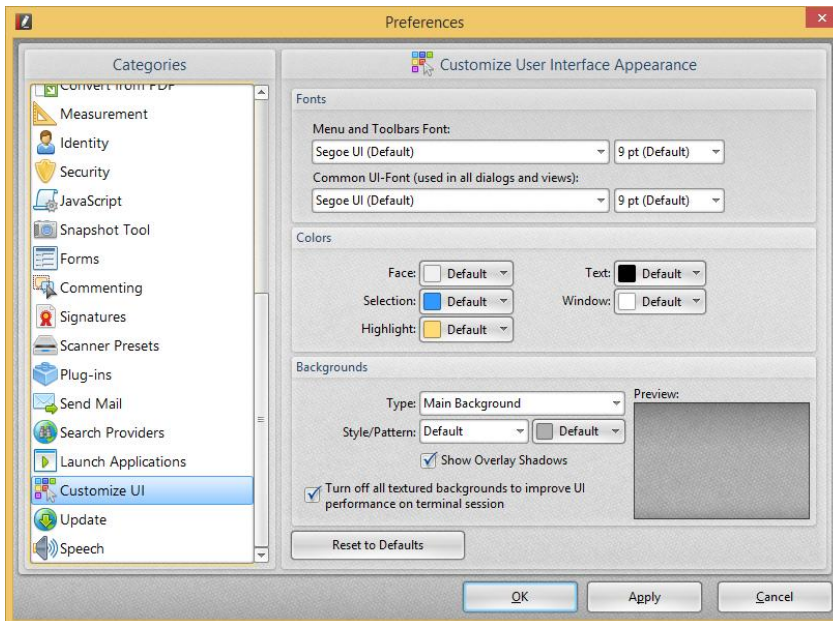 Preferences
Categories
Convert from PDF
Measurement
Identity
Security
JavaScript
Snapshot Tool
Forms
Commenting
Signatures
Scanner Presets
Plug-ins
Send Mail
Search Providers
Launch Applications
Customize UI
Update
Speech
Customize User Interface Appearance
Fonts
Menu and Toolbars Font:
Segoe UI (Default) 9 pt (Default)
Common UI-Font (used in all dialogs and views):
Segoe UI (Default) 9 pt (Default)
Colors
Face: Default Text: Default
Selection: Default Window: Default
Highlight: Default
Backgrounds
Type: Main Background Preview:
Style/Pattern: Default Default
Show Overlay Shadows
Turn off all textured backgrounds to improve UI
performance on terminal session
Reset to Defaults
OK Apply Cancel